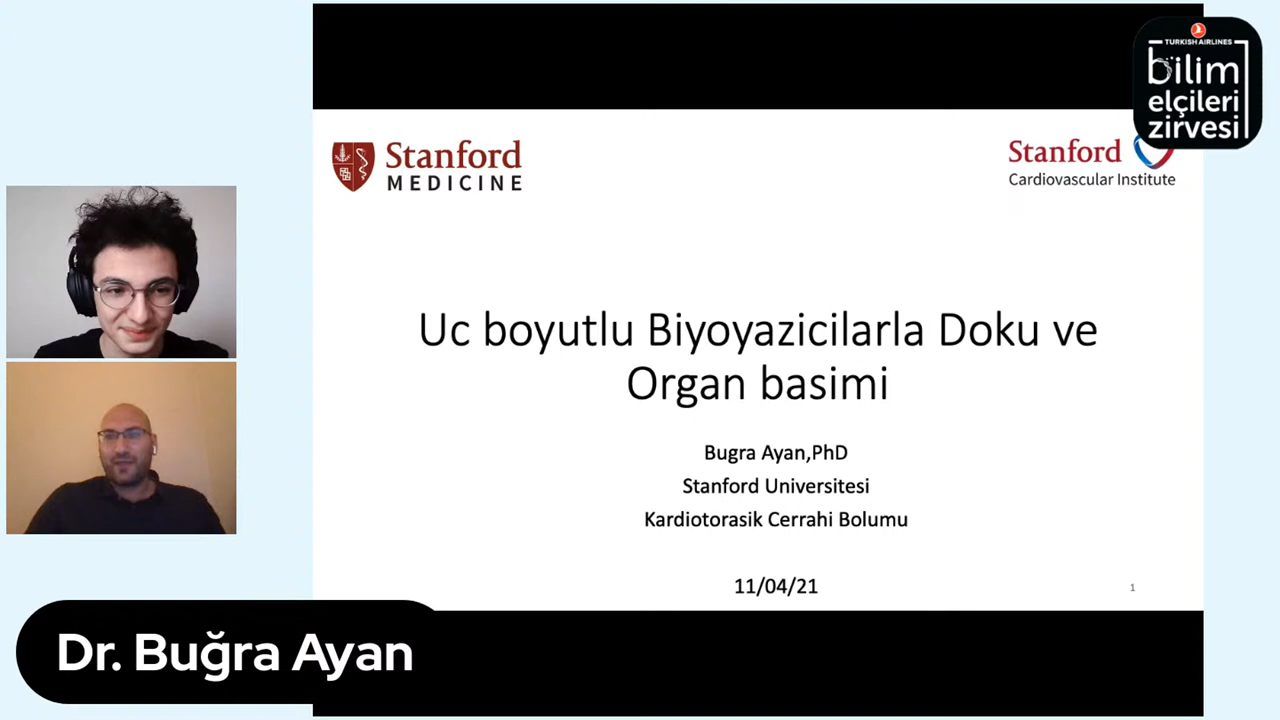 TURKISH AIRLINES
bilim
elçileri
zirvesi
Stanford
MEDICINE
Stanford
Cardiovascular Institute
Uc boyutlu Biyoyazicilarla Doku ve
Organ basimi
Bugra Ayan,PhD
Stanford Universitesi
Kardiotorasik Cerrahi Bolumu
11/04/21
1
Dr. Buğra Ayan